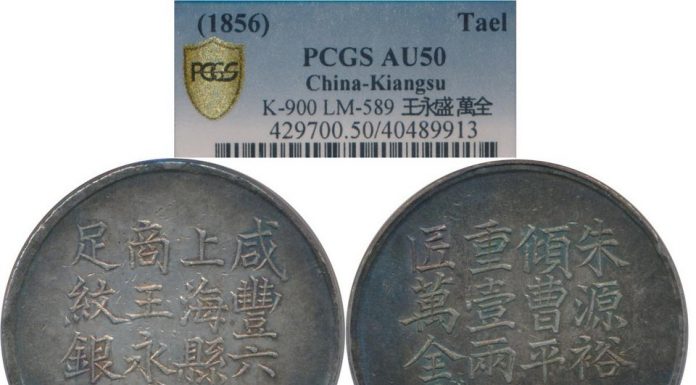 (1856) Tael
PCGS PCGS AU50
China-Kiangsu
K-900 LM-589 王永盛 萬全
429700.50/40489913
咸豐六
上海縣
商王永
足紋銀
朱源裕
傾曹平
重壹兩
匠萬全